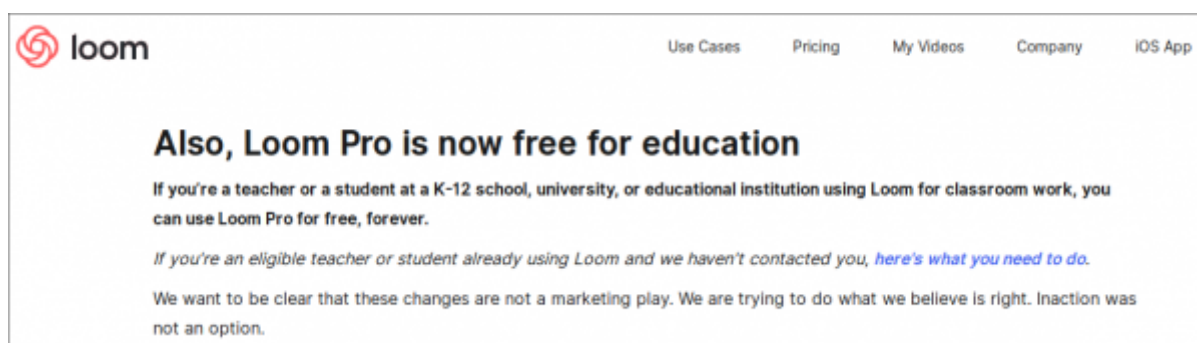 loom
Use Cases
Pricing
My Videos
Company
iOS App
Also, Loom Pro is now free for education
If you're a teacher or a student at a K-12 school, university, or educational institution using Loom for classroom work, you
can use Loom Pro for free, forever.
If you're an eligible teacher or student already using Loom and we haven't contacted you, here's what you need to do.
We want to be clear that these changes are not a marketing play. We are trying to do what we believe is right. Inaction was
not an option.